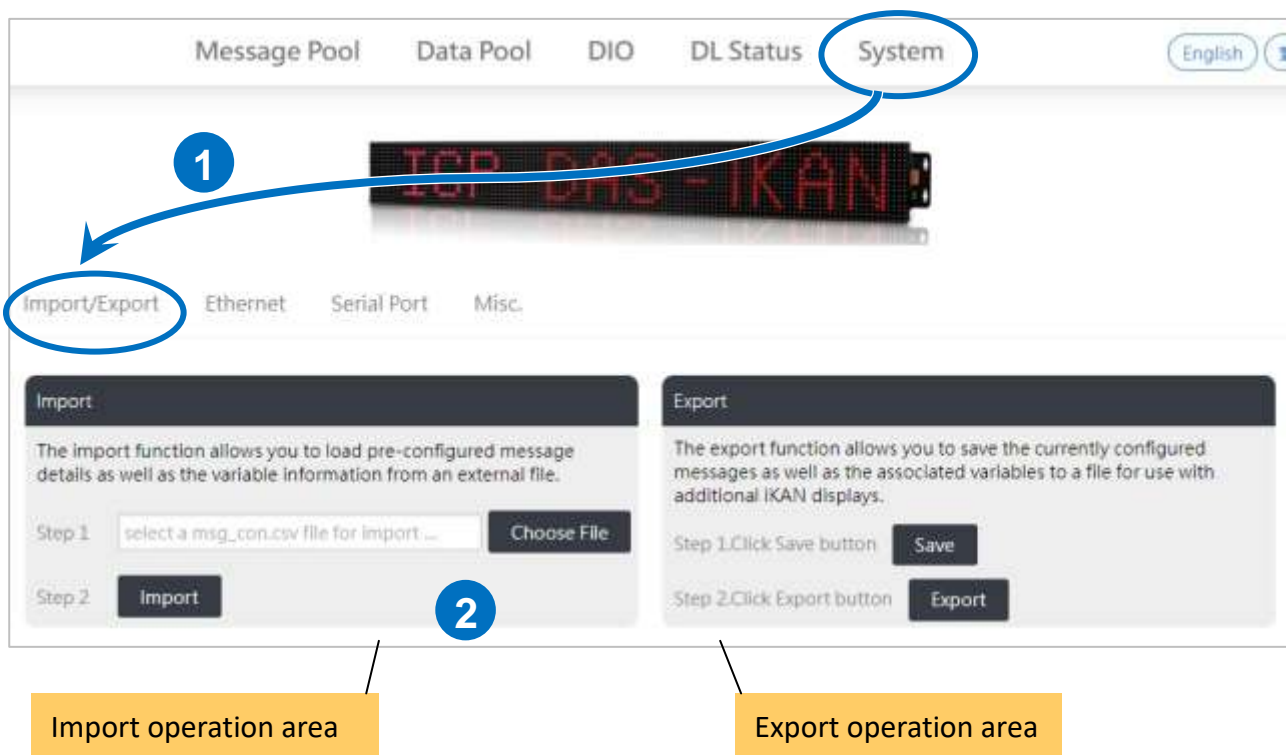 Message Pool Data Pool DIO DL Status System English
1
ICP DAS - IKAN
Import/Export Ethernet Serial Port Misc.
Import
The import function allows you to load pre-configured message
details as well as the variable information from an external file.
Step 1 select a msg_con.csv file for import ... Choose File
Step 2 Import
2
Export
The export function allows you to save the currently configured
messages as well as the associated variables to a file for use with
additional iKAN displays.
Step 1.Click Save button Save
Step 2.Click Export button Export
Import operation area
Export operation area